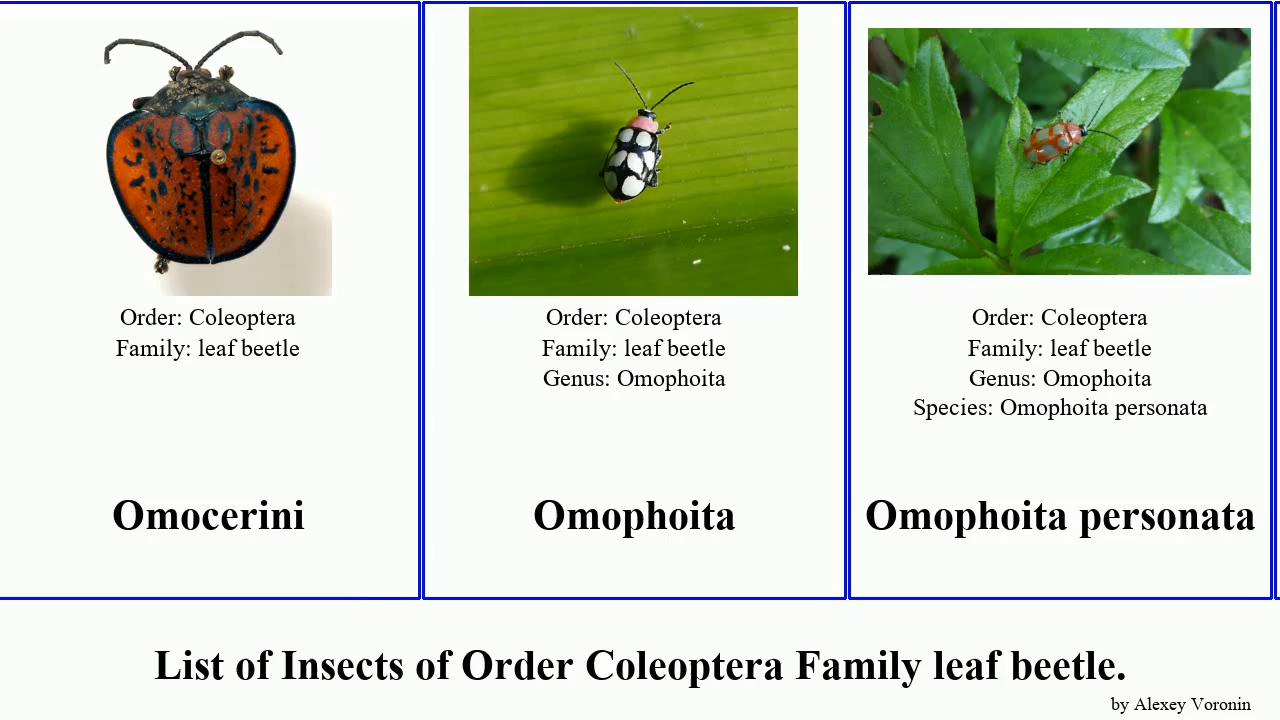 Order: Coleoptera
Family: leaf beetle
Omocerini
Order: Coleoptera
Family: leaf beetle
Genus: Omophoita
Omophoita
Order: Coleoptera
Family: leaf beetle
Genus: Omophoita
Species: Omophoita personata
Omophoita personata
List of Insects of Order Coleoptera Family leaf beetle.
by Alexey Voronin